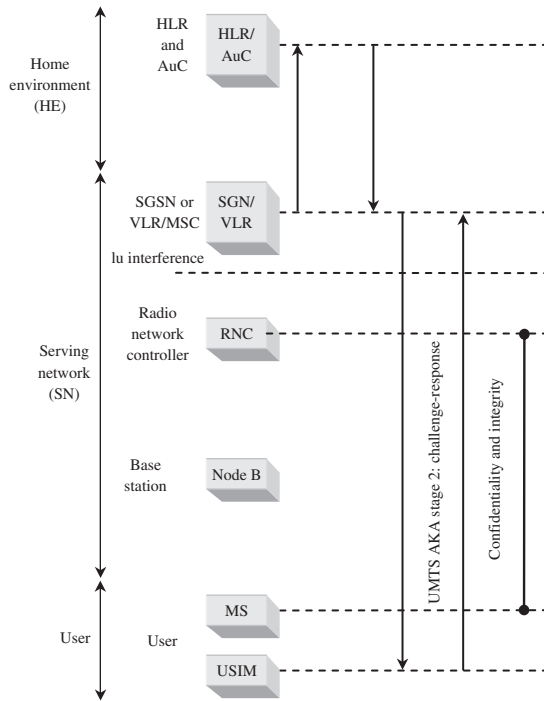 HLR
and
AuC
HLR/
AuC
Home
environment
(HE)
SGSN or
VLR/MSC
SGN/
VLR
lu interference
Radio
network
controller
RNC
Serving
network
(SN)
Base
station
Node B
UMTS AKA stage 2: challenge-response
Confidentiality and integrity
MS
User
User
USIM